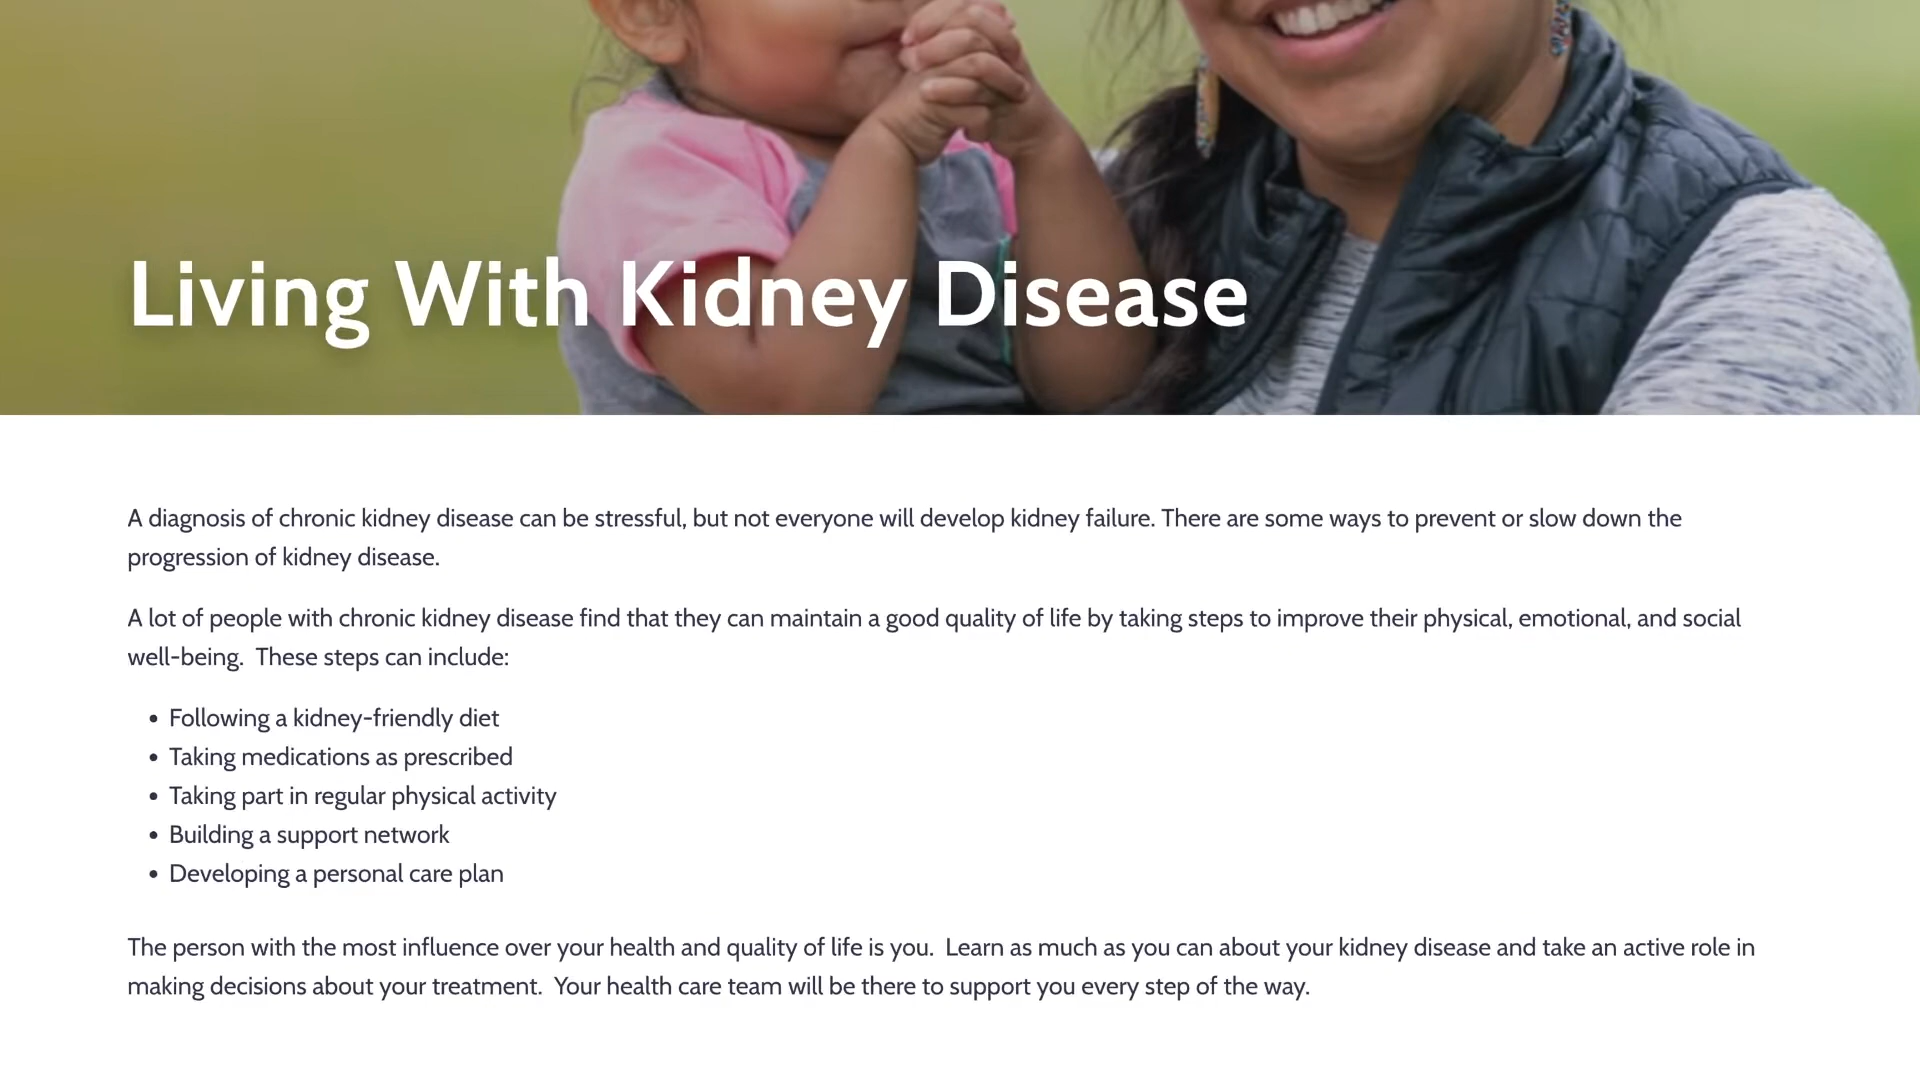 Living With Kidney Disease
A diagnosis of chronic kidney disease can be stressful, but not everyone will develop kidney failure. There are some ways to prevent or slow down the
progression of kidney disease.
A lot of people with chronic kidney disease find that they can maintain a good quality of life by taking steps to improve their physical, emotional, and social
well-being.  These steps can include:
• Following a kidney-friendly diet
• Taking medications as prescribed
• Taking part in regular physical activity
• Building a support network
• Developing a personal care plan
The person with the most influence over your health and quality of life is you.  Learn as much as you can about your kidney disease and take an active role in
making decisions about your treatment.  Your health care team will be there to support you every step of the way.